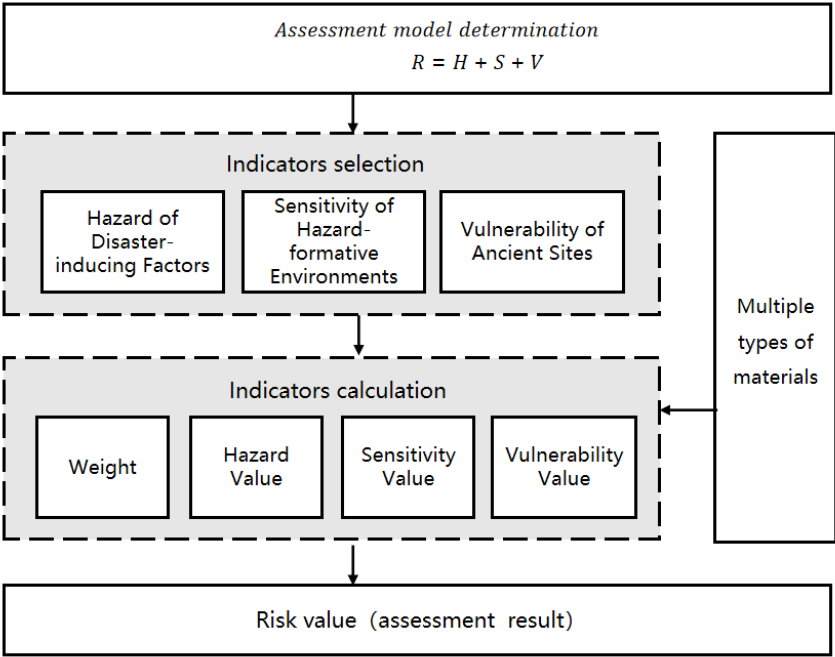 Assessment model determination
R = H + S + V
Indicators selection
Hazard of
Disaster-
inducing Factors
Sensitivity of
Hazard-
formative
Environments
Vulnerability of
Ancient Sites
Multiple
types of
materials
Indicators calculation
Weight
Hazard
Value
Sensitivity
Value
Vulnerability
Value
Risk value（assessment result）